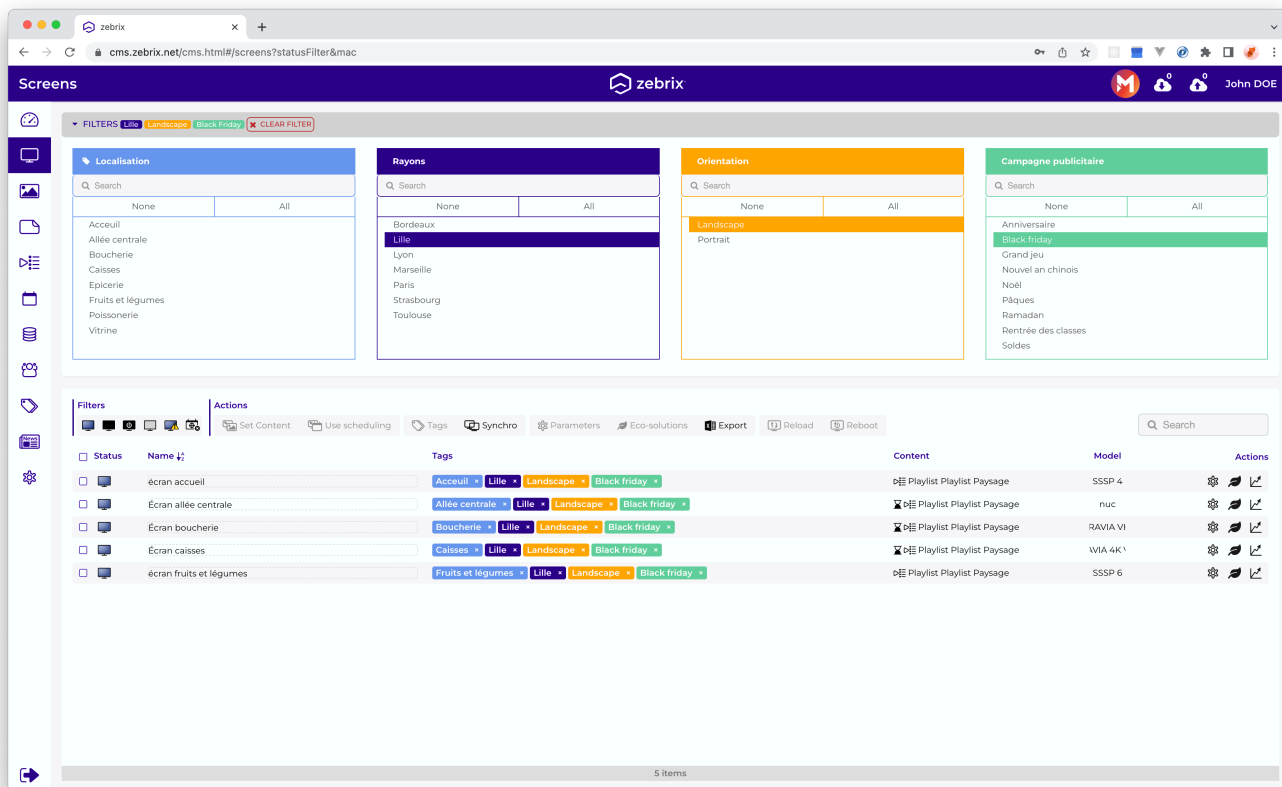 zebrix
cms.zebrix.net/cms.html#/screens?statusFilter&mac
Screens
zebrix
M
0
0
John DOE
FILTERS Lille Landscape Black Friday × CLEAR FILTER
Localisation
Search
None All
Acceuil
Allée centrale
Boucherie
Caisses
Epicerie
Fruits et légumes
Poissonerie
Vitrine
Rayons
Search
None All
Bordeaux
Lille
Lyon
Marseille
Paris
Strasbourg
Toulouse
Orientation
Search
None All
Landscape
Portrait
Campagne publicitaire
Search
None All
Anniversaire
Black friday
Grand jeu
Nouvel an chinois
Noël
Pâques
Ramadan
Rentrée des classes
Soldes
News
Filters Actions
Set Content Use scheduling Tags Synchro Parameters Eco-solutions Export Reload Reboot Search
Status Name Tags Content Model Actions
écran accueil Acceuil × Lille × Landscape × Black friday × Playlist Playlist Paysage SSSP 4
Écran allée centrale Allée centrale × Lille × Landscape × Black friday × Playlist Playlist Paysage nuc
Écran boucherie Boucherie × Lille × Landscape × Black friday × Playlist Playlist Paysage
Écran caisses Caisses × Lille × Landscape × Black friday × Playlist Playlist Paysage
écran fruits et légumes Fruits et légumes × Lille × Landscape × Black friday × Playlist Playlist Paysage SSSP 6
5 items